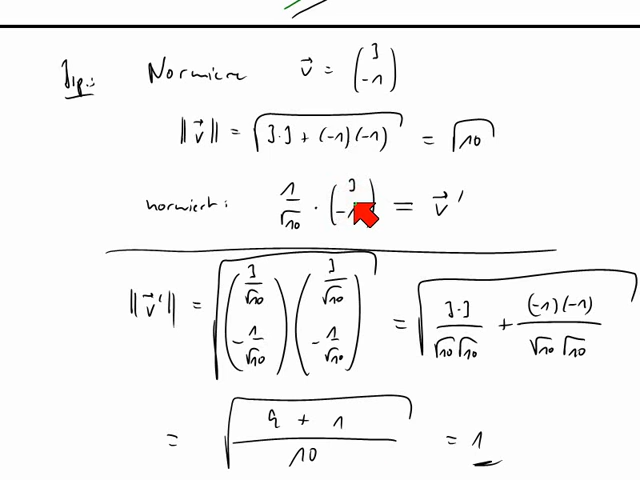 Bsp.: Normiere v⃗ = (3 -1)
||v⃗|| = √(3·3 + (-1)(-1)) = √10
normiert: 1/√10 · (3 -1) = v⃗'
||v⃗'|| = √((3/√10 -1/√10)(3/√10 -1/√10)) = √(3·3/√10√10 + (-1)(-1)/√10√10)
= √((9 + 1)/10) = 1